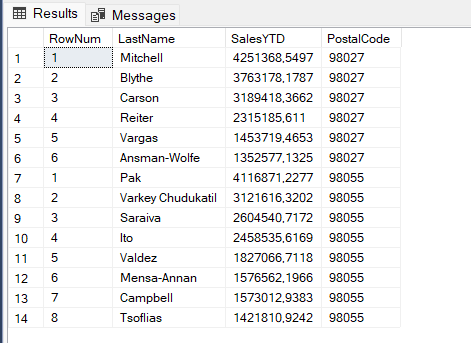 Results Messages
RowNum LastName SalesYTD PostalCode
1 1 Mitchell 4251368,5497 98027
2 2 Blythe 3763178,1787 98027
3 3 Carson 3189418,3662 98027
4 4 Reiter 2315185,611 98027
5 5 Vargas 1453719,4653 98027
6 6 Ansman-Wolfe 1352577,1325 98027
7 1 Pak 4116871,2277 98055
8 2 Varkey Chudukatil 3121616,3202 98055
9 3 Saraiva 2604540,7172 98055
10 4 Ito 2458535,6169 98055
11 5 Valdez 1827066,7118 98055
12 6 Mensa-Annan 1576562,1966 98055
13 7 Campbell 1573012,9383 98055
14 8 Tsoflias 1421810,9242 98055